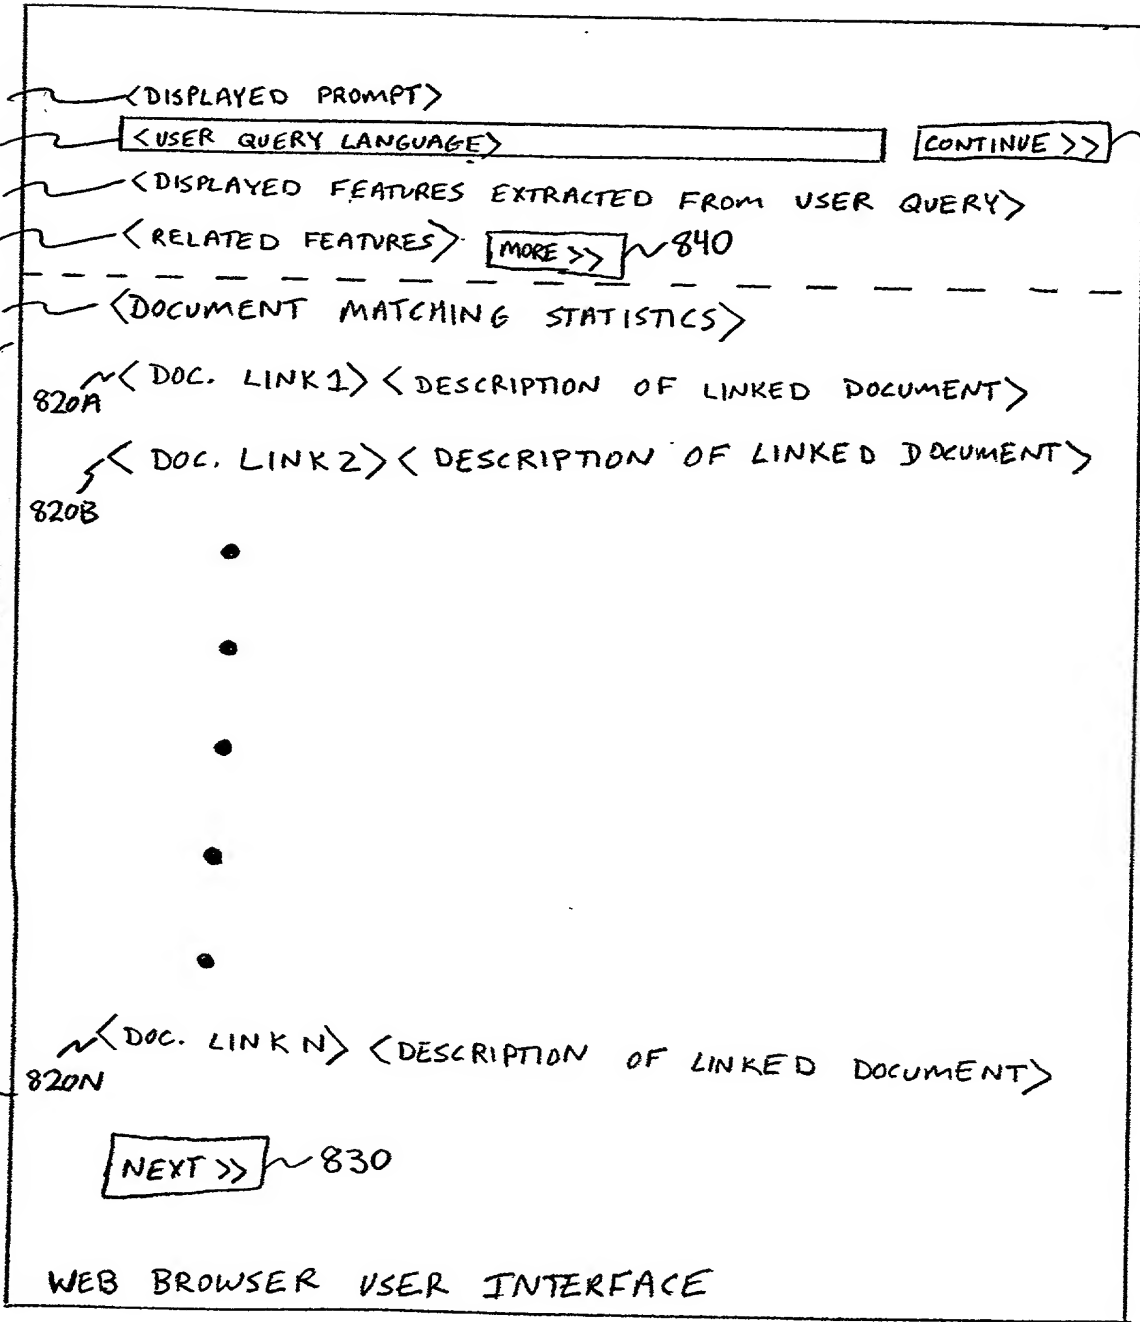 <DISPLAYED PROMPT>
<USER QUERY LANGUAGE> CONTINUE >>
<DISPLAYED FEATURES EXTRACTED FROM USER QUERY>
<RELATED FEATURES> MORE >> 840
<DOCUMENT MATCHING STATISTICS>
820A <DOC. LINK 1> <DESCRIPTION OF LINKED DOCUMENT>
820B <DOC. LINK 2> <DESCRIPTION OF LINKED DOCUMENT>
820N <DOC. LINK N> <DESCRIPTION OF LINKED DOCUMENT>
NEXT >> 830
WEB BROWSER USER INTERFACE